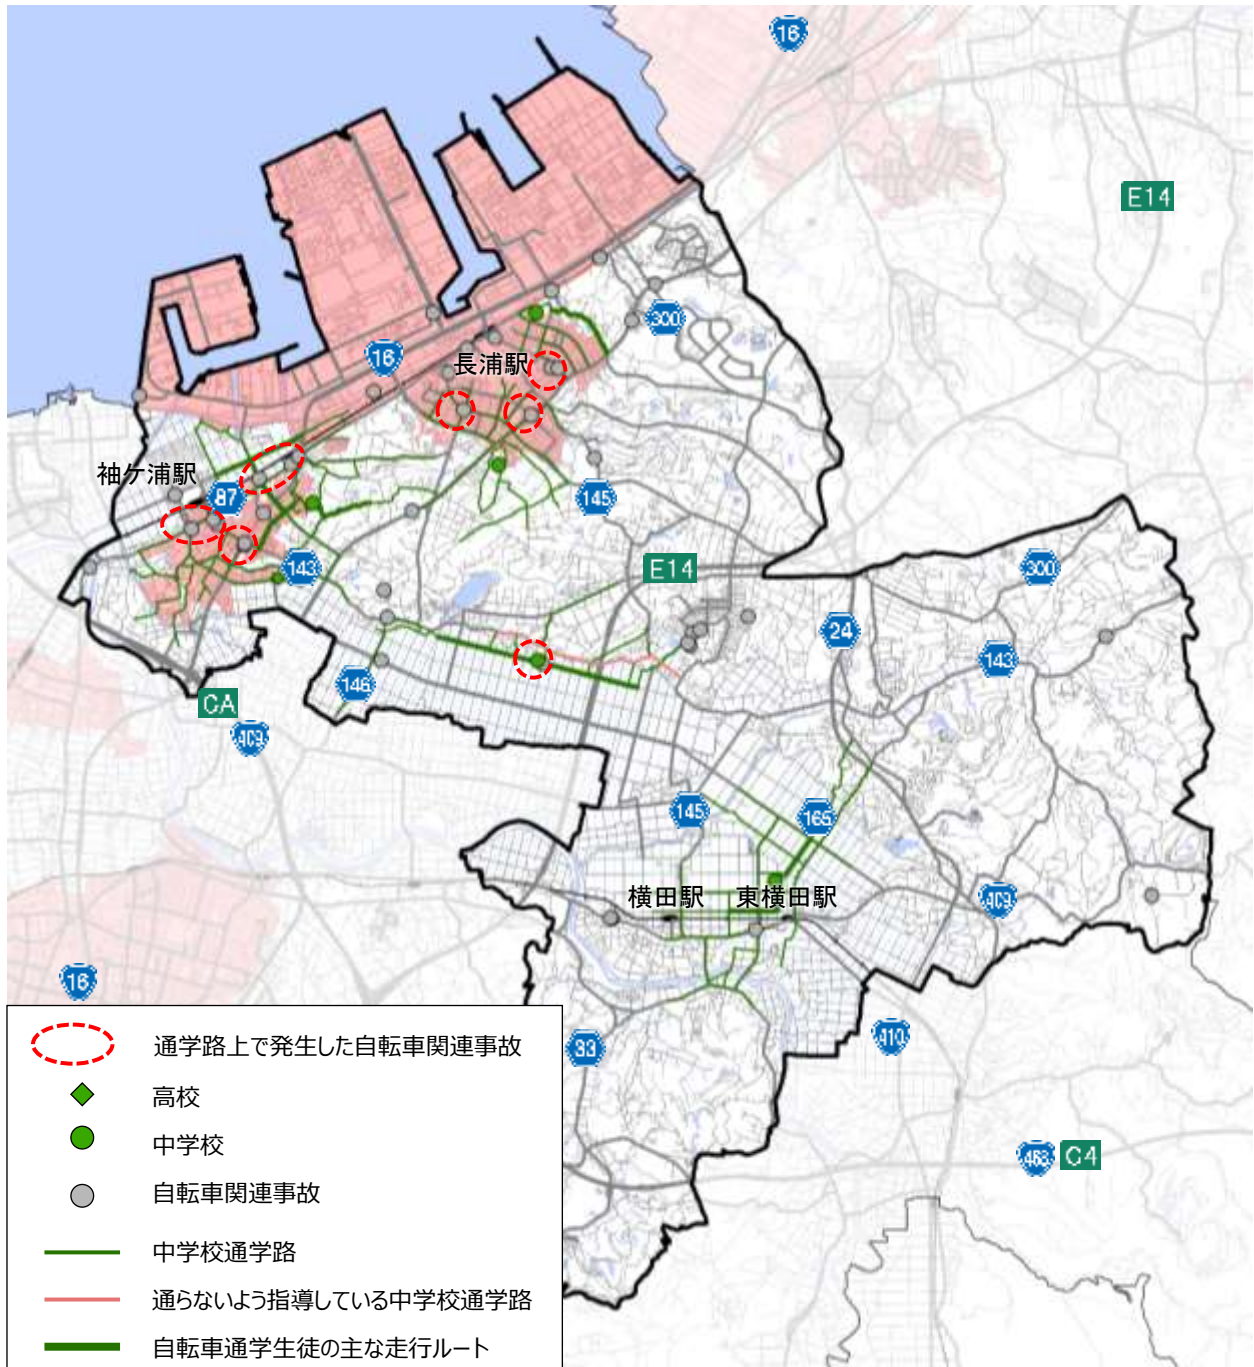 16
E14
300
16
長浦駅
袖ケ浦駅
87
145
143
E14
300
24
143
146
CA
409
145
165
横田駅
東横田駅
409
16
33
410
468
C4
通学路上で発生した自転車関連事故
高校
中学校
自転車関連事故
中学校通学路
通らないよう指導している中学校通学路
自転車通学生徒の主な走行ルート